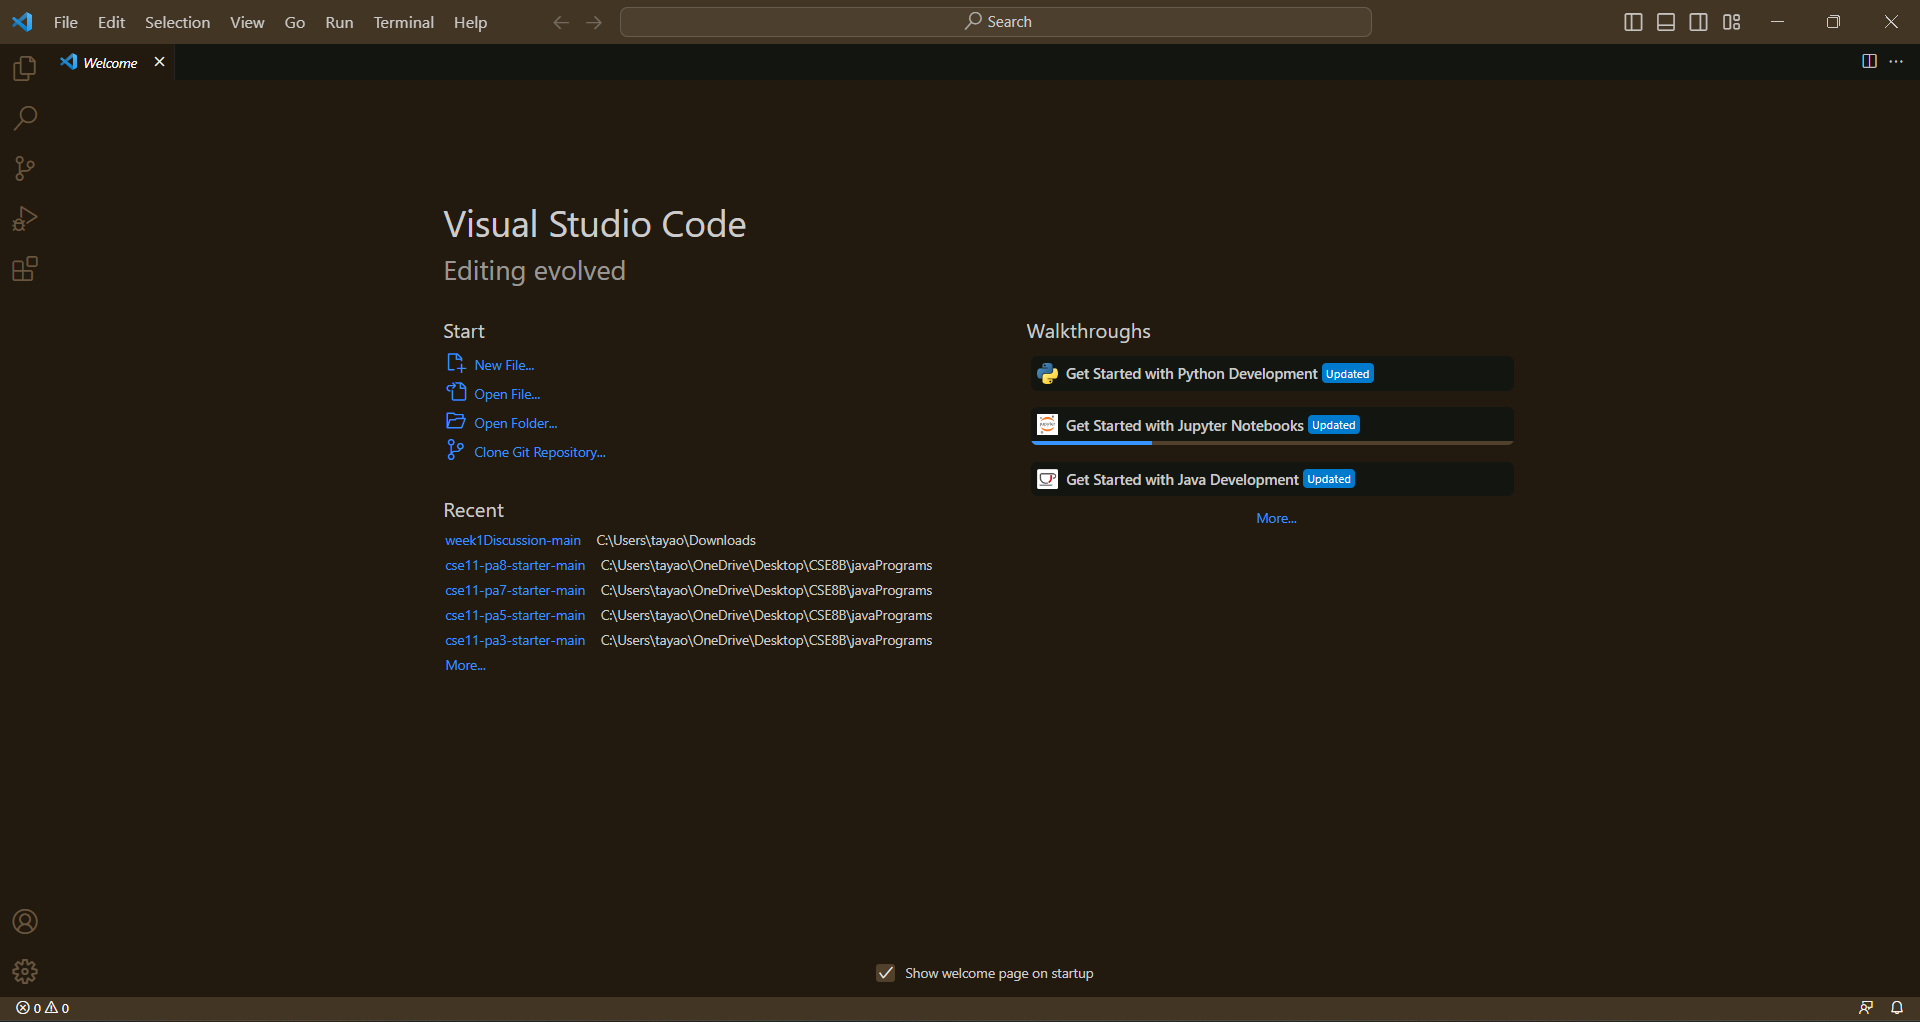 File Edit Selection View Go Run Terminal Help
Search
Welcome
Visual Studio Code
Editing evolved
Start
New File...
Open File...
Open Folder...
Clone Git Repository...
Recent
week1Discussion-main C:\Users\tayao\Downloads
cse11-pa8-starter-main C:\Users\tayao\OneDrive\Desktop\CSE8B\javaPrograms
cse11-pa7-starter-main C:\Users\tayao\OneDrive\Desktop\CSE8B\javaPrograms
cse11-pa5-starter-main C:\Users\tayao\OneDrive\Desktop\CSE8B\javaPrograms
cse11-pa3-starter-main C:\Users\tayao\OneDrive\Desktop\CSE8B\javaPrograms
More...
Walkthroughs
Get Started with Python Development Updated
Get Started with Jupyter Notebooks Updated
Get Started with Java Development Updated
More...
Show welcome page on startup
0 0